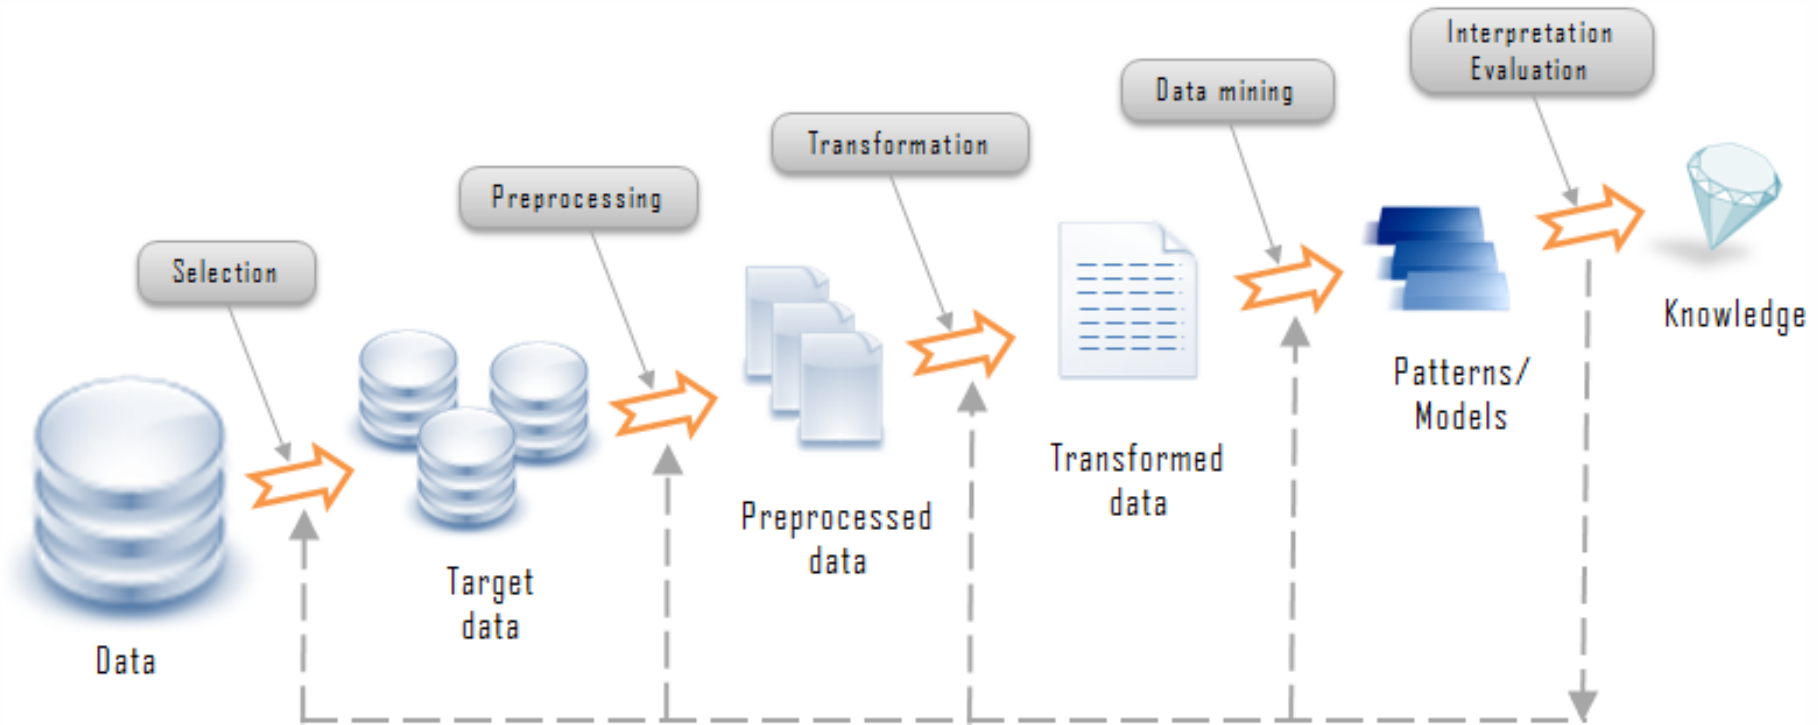 Interpretation
Evaluation
Data mining
Transformation
Preprocessing
Selection
Knowledge
Patterns/
Models
Transformed
data
Preprocessed
data
Target
data
Data